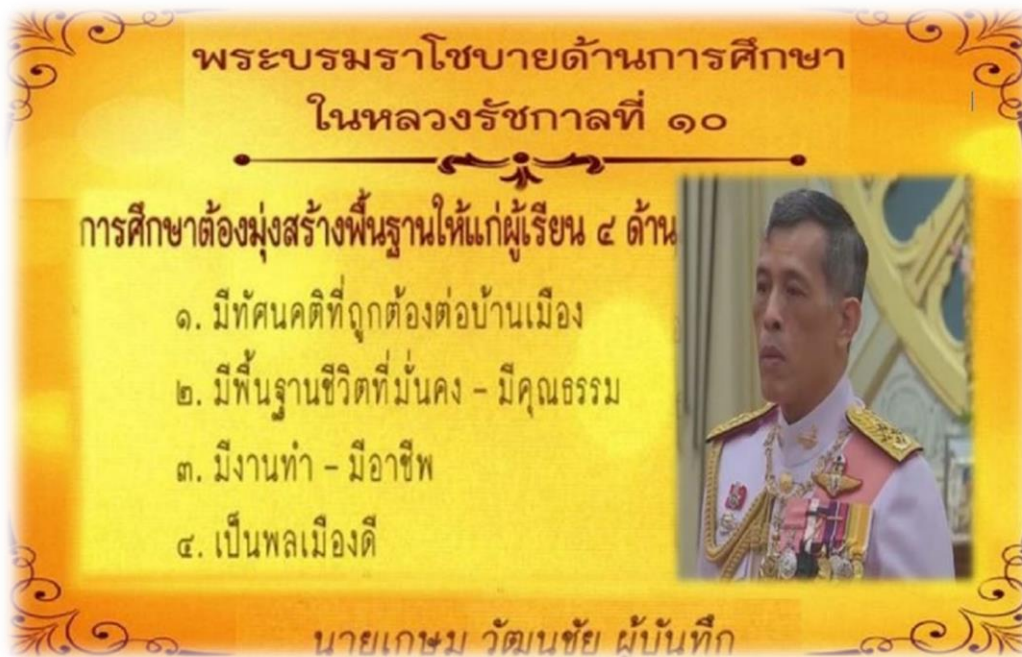 พระบรมราโชบายด้านการศึกษา
ในหลวงรัชกาลที่ ๑๐
การศึกษาต้องมุ่งสร้างพื้นฐานให้แก่ผู้เรียน ๔ ด้าน
๑. มีทัศนคติที่ถูกต้องต่อบ้านเมือง
๒. มีพื้นฐานชีวิตที่มั่นคง – มีคุณธรรม
๓. มีงานทำ – มีอาชีพ
๔. เป็นพลเมืองดี
นายเกษม วัฒนชัย ผู้บันทึก